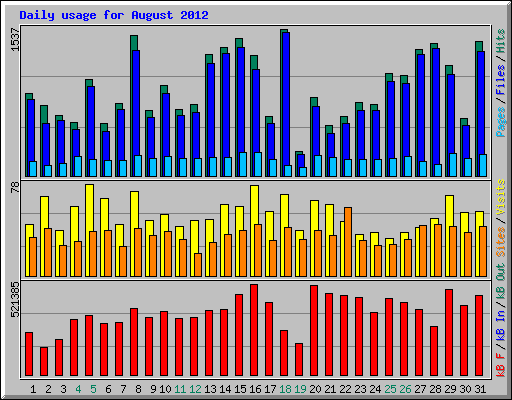 Daily usage for August 2012
1537
Pages / Files / Hits
78
Sites / Visits
521385
kB F / kB In / kB Out
1 2 3 4 5 6 7 8 9 10 11 12 13 14 15 16 17 18 19 20 21 22 23 24 25 26 27 28 29 30 31